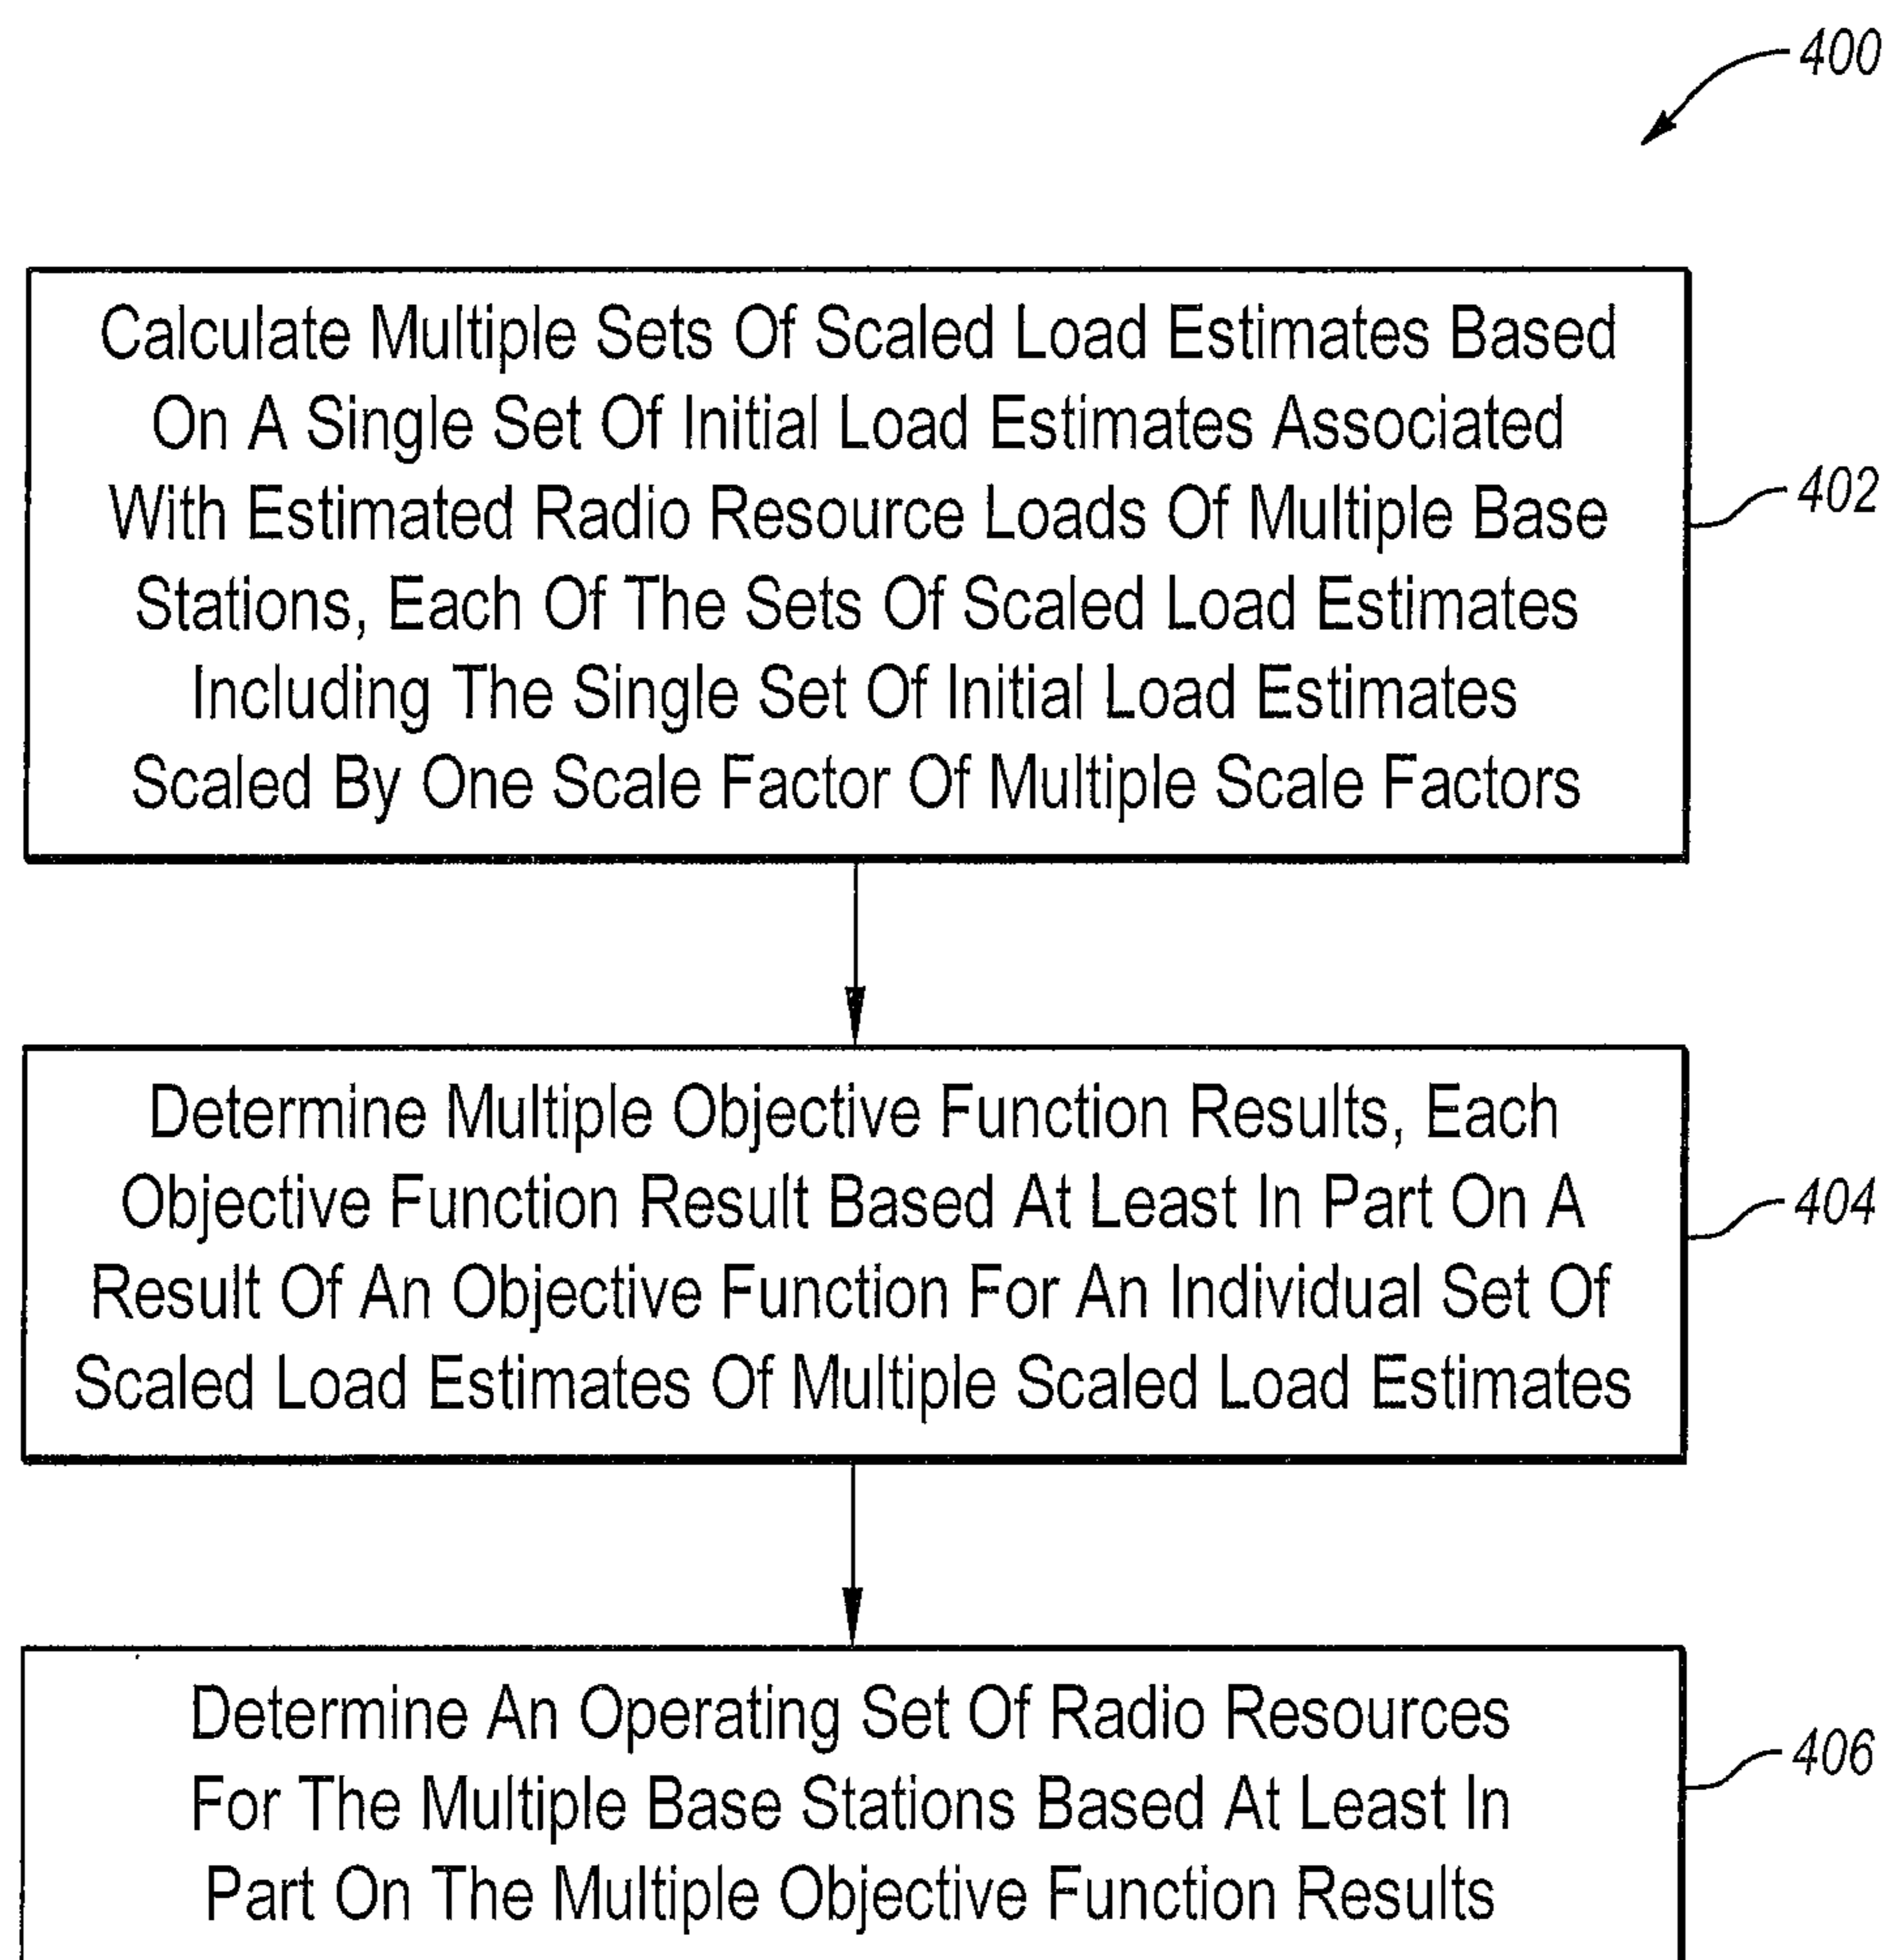 400
Calculate Multiple Sets Of Scaled Load Estimates Based
On A Single Set Of Initial Load Estimates Associated
With Estimated Radio Resource Loads Of Multiple Base
Stations, Each Of The Sets Of Scaled Load Estimates
Including The Single Set Of Initial Load Estimates
Scaled By One Scale Factor Of Multiple Scale Factors
402
Determine Multiple Objective Function Results, Each
Objective Function Result Based At Least In Part On A
Result Of An Objective Function For An Individual Set Of
Scaled Load Estimates Of Multiple Scaled Load Estimates
404
Determine An Operating Set Of Radio Resources
For The Multiple Base Stations Based At Least In
Part On The Multiple Objective Function Results
406